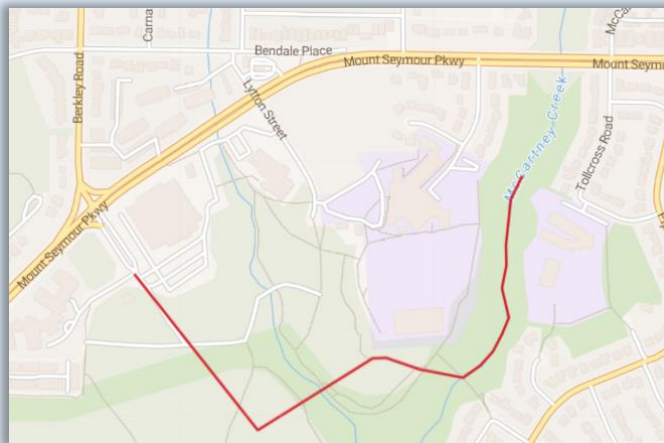 Carna
McCa
Bendale Place
Mount Seymour Pkwy
Mount Seymour
Berkley Road
Lytton Street
McCartney Creek
Tollcross Road
Mount Seymour Pkwy